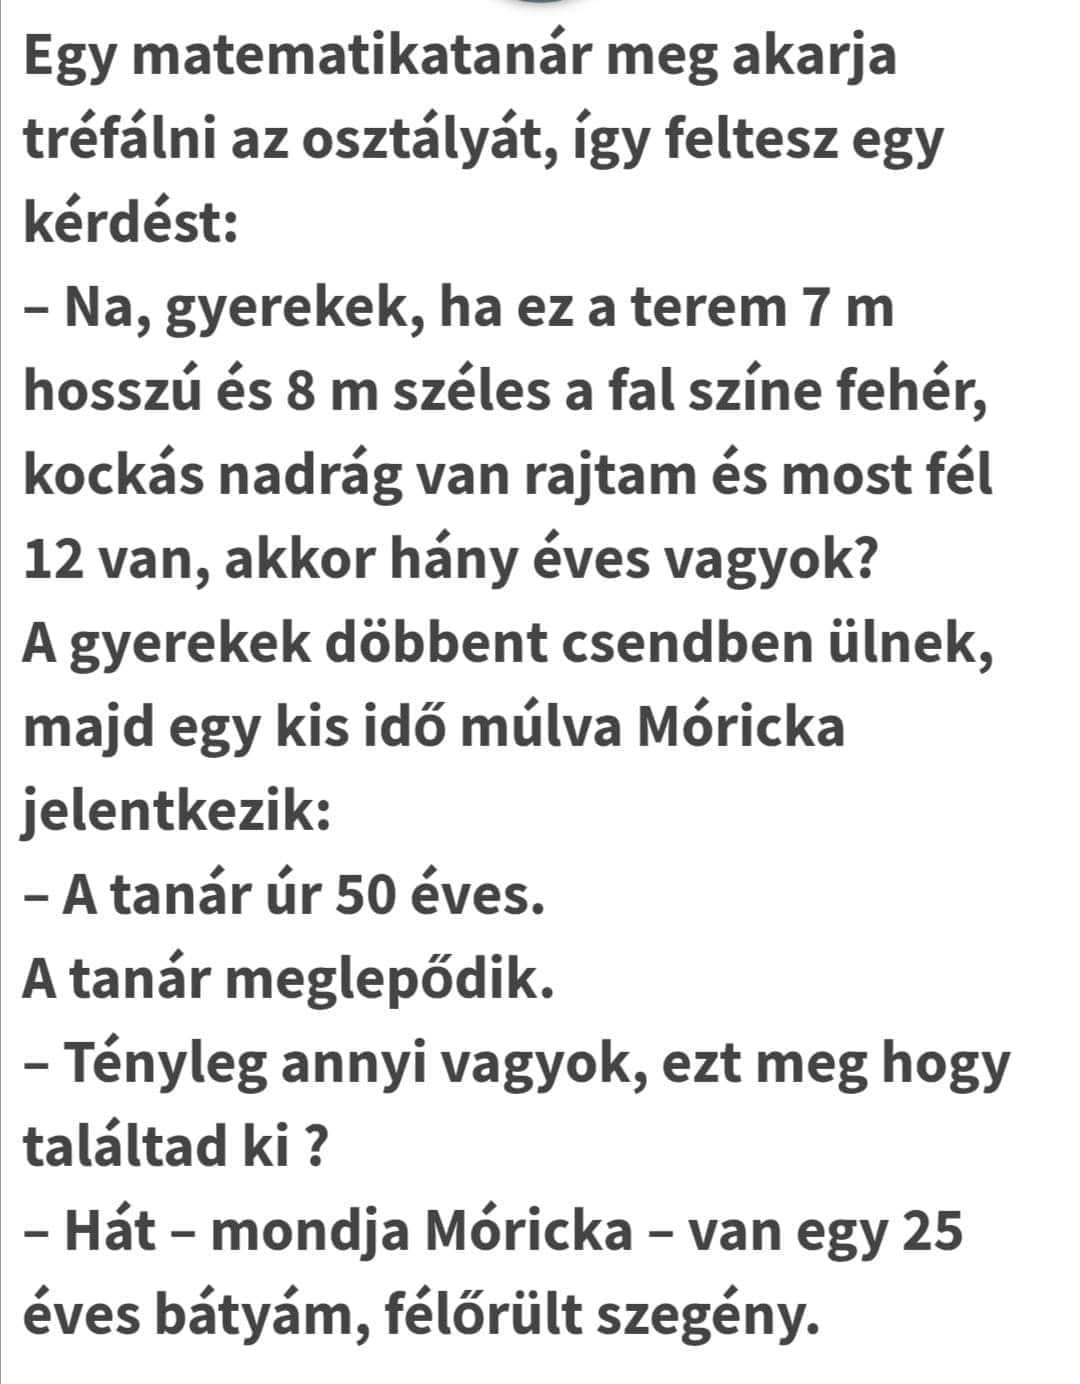 Egy matematikatanár meg akarja
tréfálni az osztályát, így feltesz egy
kérdést:
– Na, gyerekek, ha ez a terem 7 m
hosszú és 8 m széles a fal színe fehér,
kockás nadrág van rajtam és most fél
12 van, akkor hány éves vagyok?
A gyerekek döbbent csendben ülnek,
majd egy kis idő múlva Móricka
jelentkezik:
– A tanár úr 50 éves.
A tanár meglepődik.
– Tényleg annyi vagyok, ezt meg hogy
találtad ki ?
– Hát – mondja Móricka – van egy 25
éves bátyám, félőrült szegény.